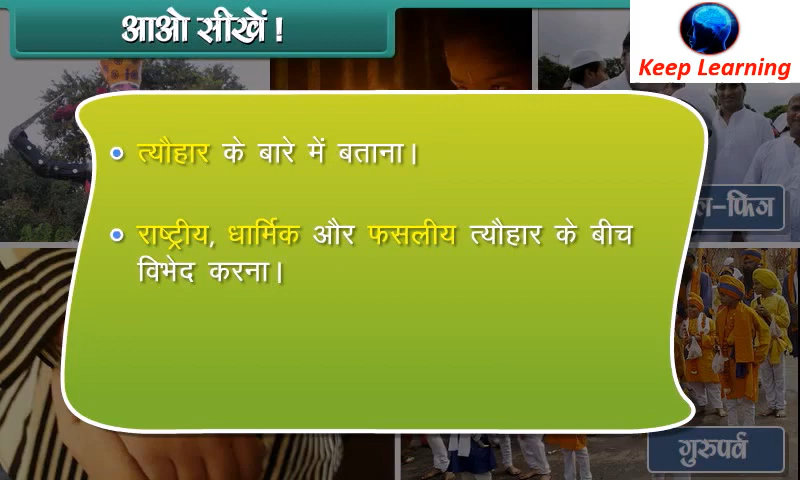 आओ सीखें!
Keep Learning
त्यौहार के बारे में बताना।
राष्ट्रीय, धार्मिक और फसलीय त्यौहार के बीच
विभेद करना।
ल-फित्र
गुरुपर्व